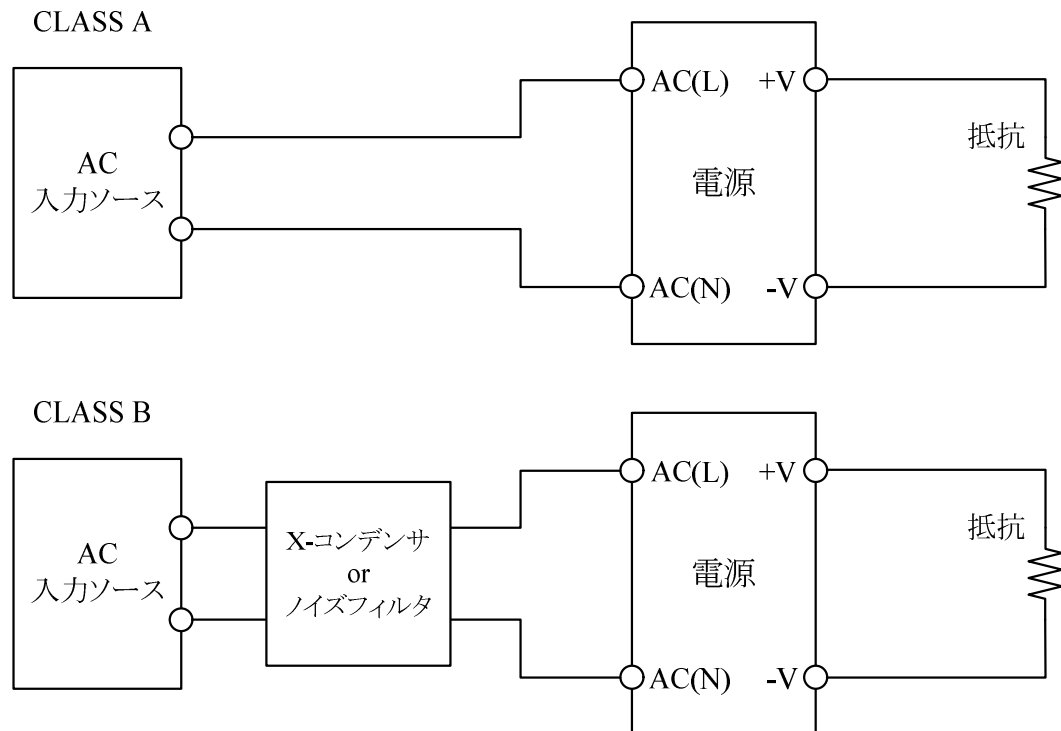 CLASS A
AC
入力ソース
AC(L)
+V
電源
AC(N)
-V
抵抗
CLASS B
AC
入力ソース
X-コンデンサ
or
ノイズフィルタ
AC(L)
+V
電源
AC(N)
-V
抵抗